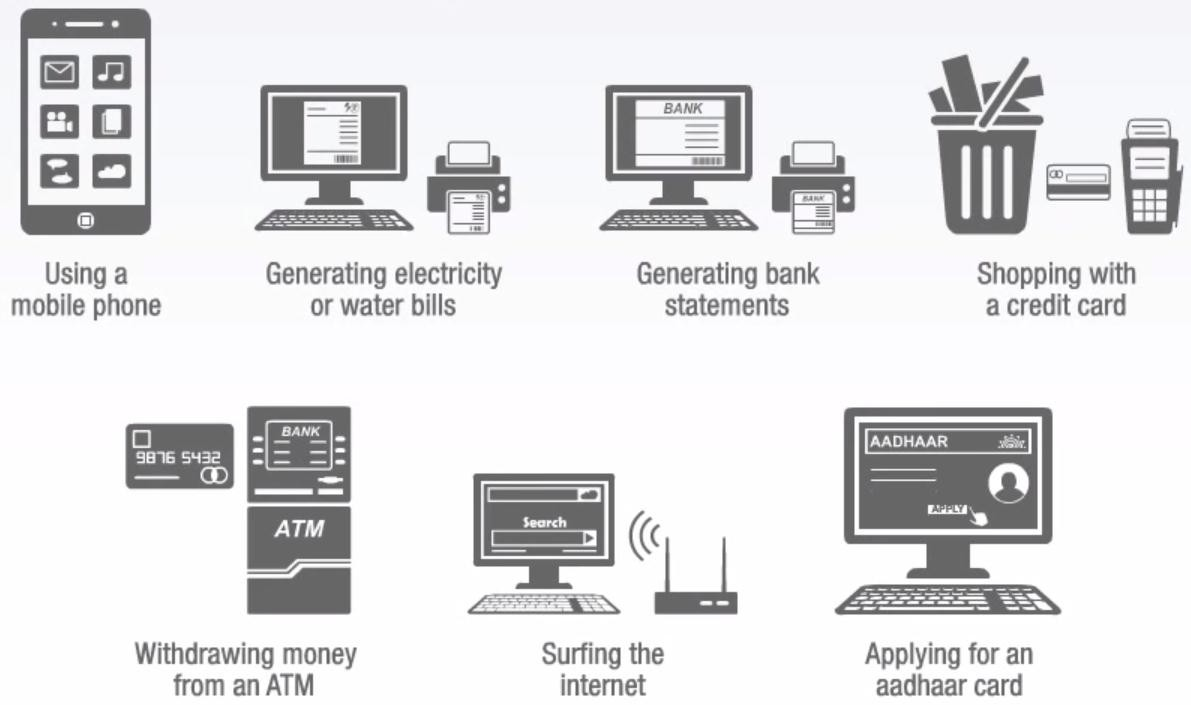 BANK
BANK
Using a
mobile phone
Generating electricity
or water bills
Generating bank
statements
Shopping with
a credit card
9876 5432
BANK
ATM
Search
AADHAAR
APPLY
Withdrawing money
from an ATM
Surfing the
internet
Applying for an
aadhaar card